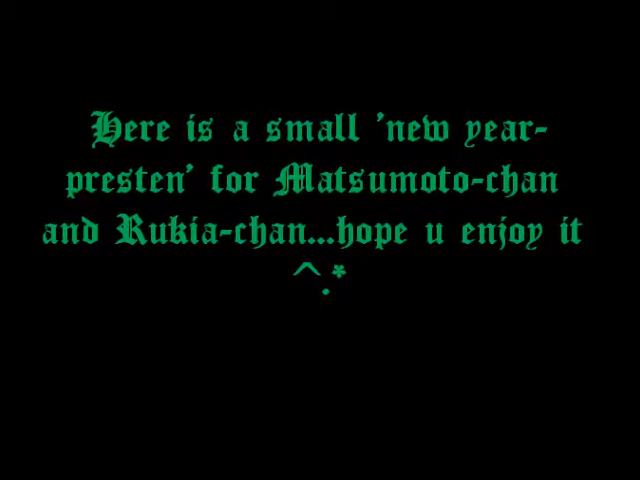 Here is a small 'new year-
presten' for Matsumoto-chan
and Rukia-chan...hope u enjoy it
^.*